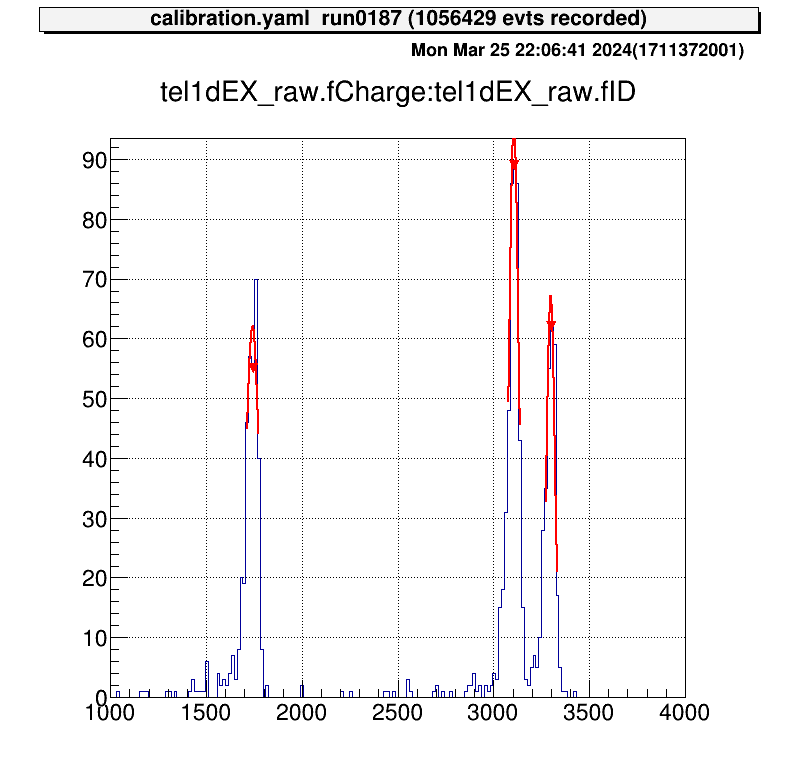 calibration.yaml  run0187 (1056429 evts recorded)
Mon Mar 25 22:06:41 2024(1711372001)
tel1dEX_raw.fCharge:tel1dEX_raw.fID
90
80
70
60
50
40
30
20
10
0
1000 1500 2000 2500 3000 3500 4000